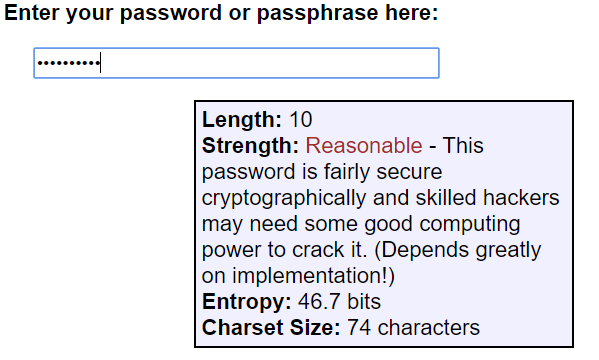 Enter your password or passphrase here:
••••••••••
Length: 10
Strength: Reasonable - This
password is fairly secure
cryptographically and skilled hackers
may need some good computing
power to crack it. (Depends greatly
on implementation!)
Entropy: 46.7 bits
Charset Size: 74 characters